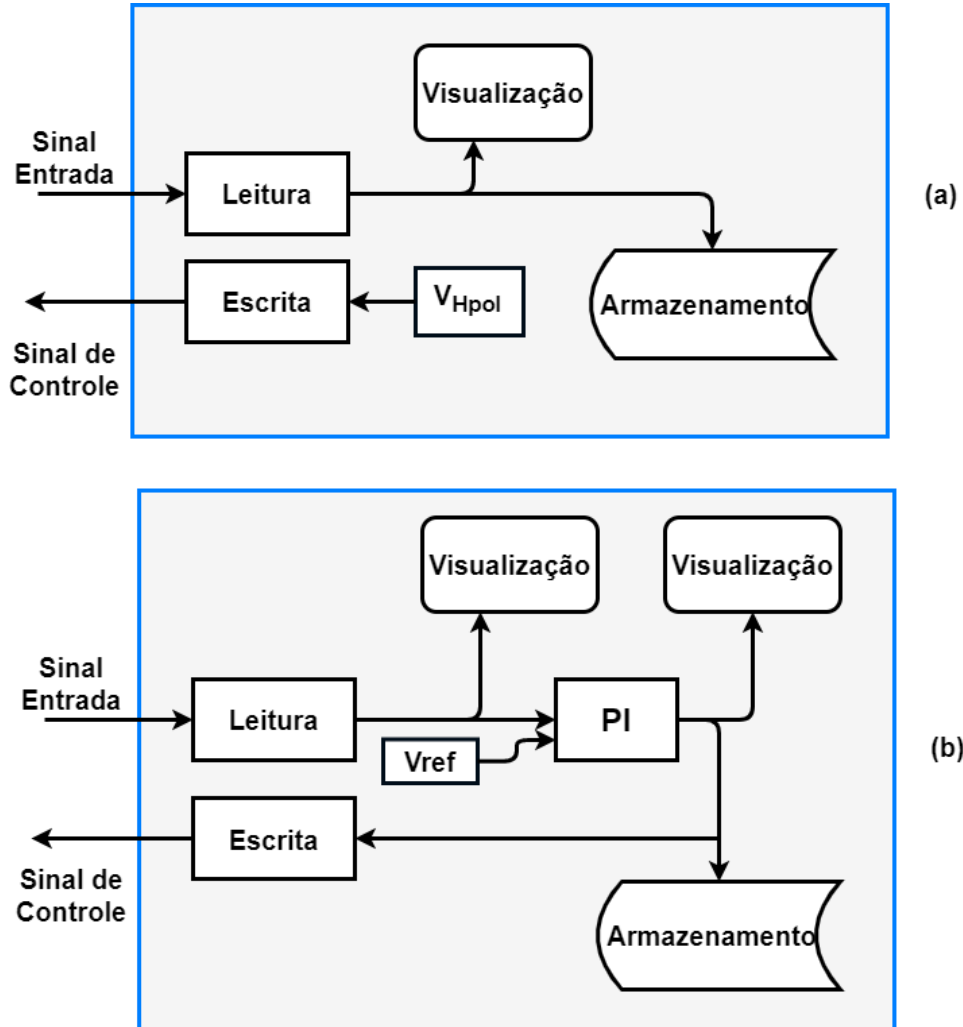 Visualização
Sinal
Entrada
Leitura
(a)
Escrita
V_Hpol
Armazenamento
Sinal de
Controle
Visualização
Visualização
Sinal
Entrada
Leitura
PI
Vref
(b)
Escrita
Sinal de
Controle
Armazenamento